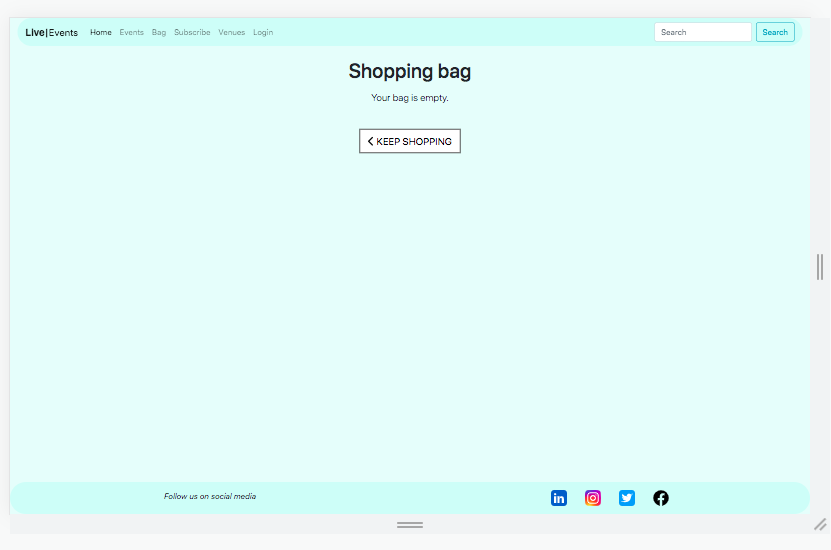 Live|Events Home Events Bag Subscribe Venues Login Search Search
Shopping bag
Your bag is empty.
KEEP SHOPPING
Follow us on social media
in